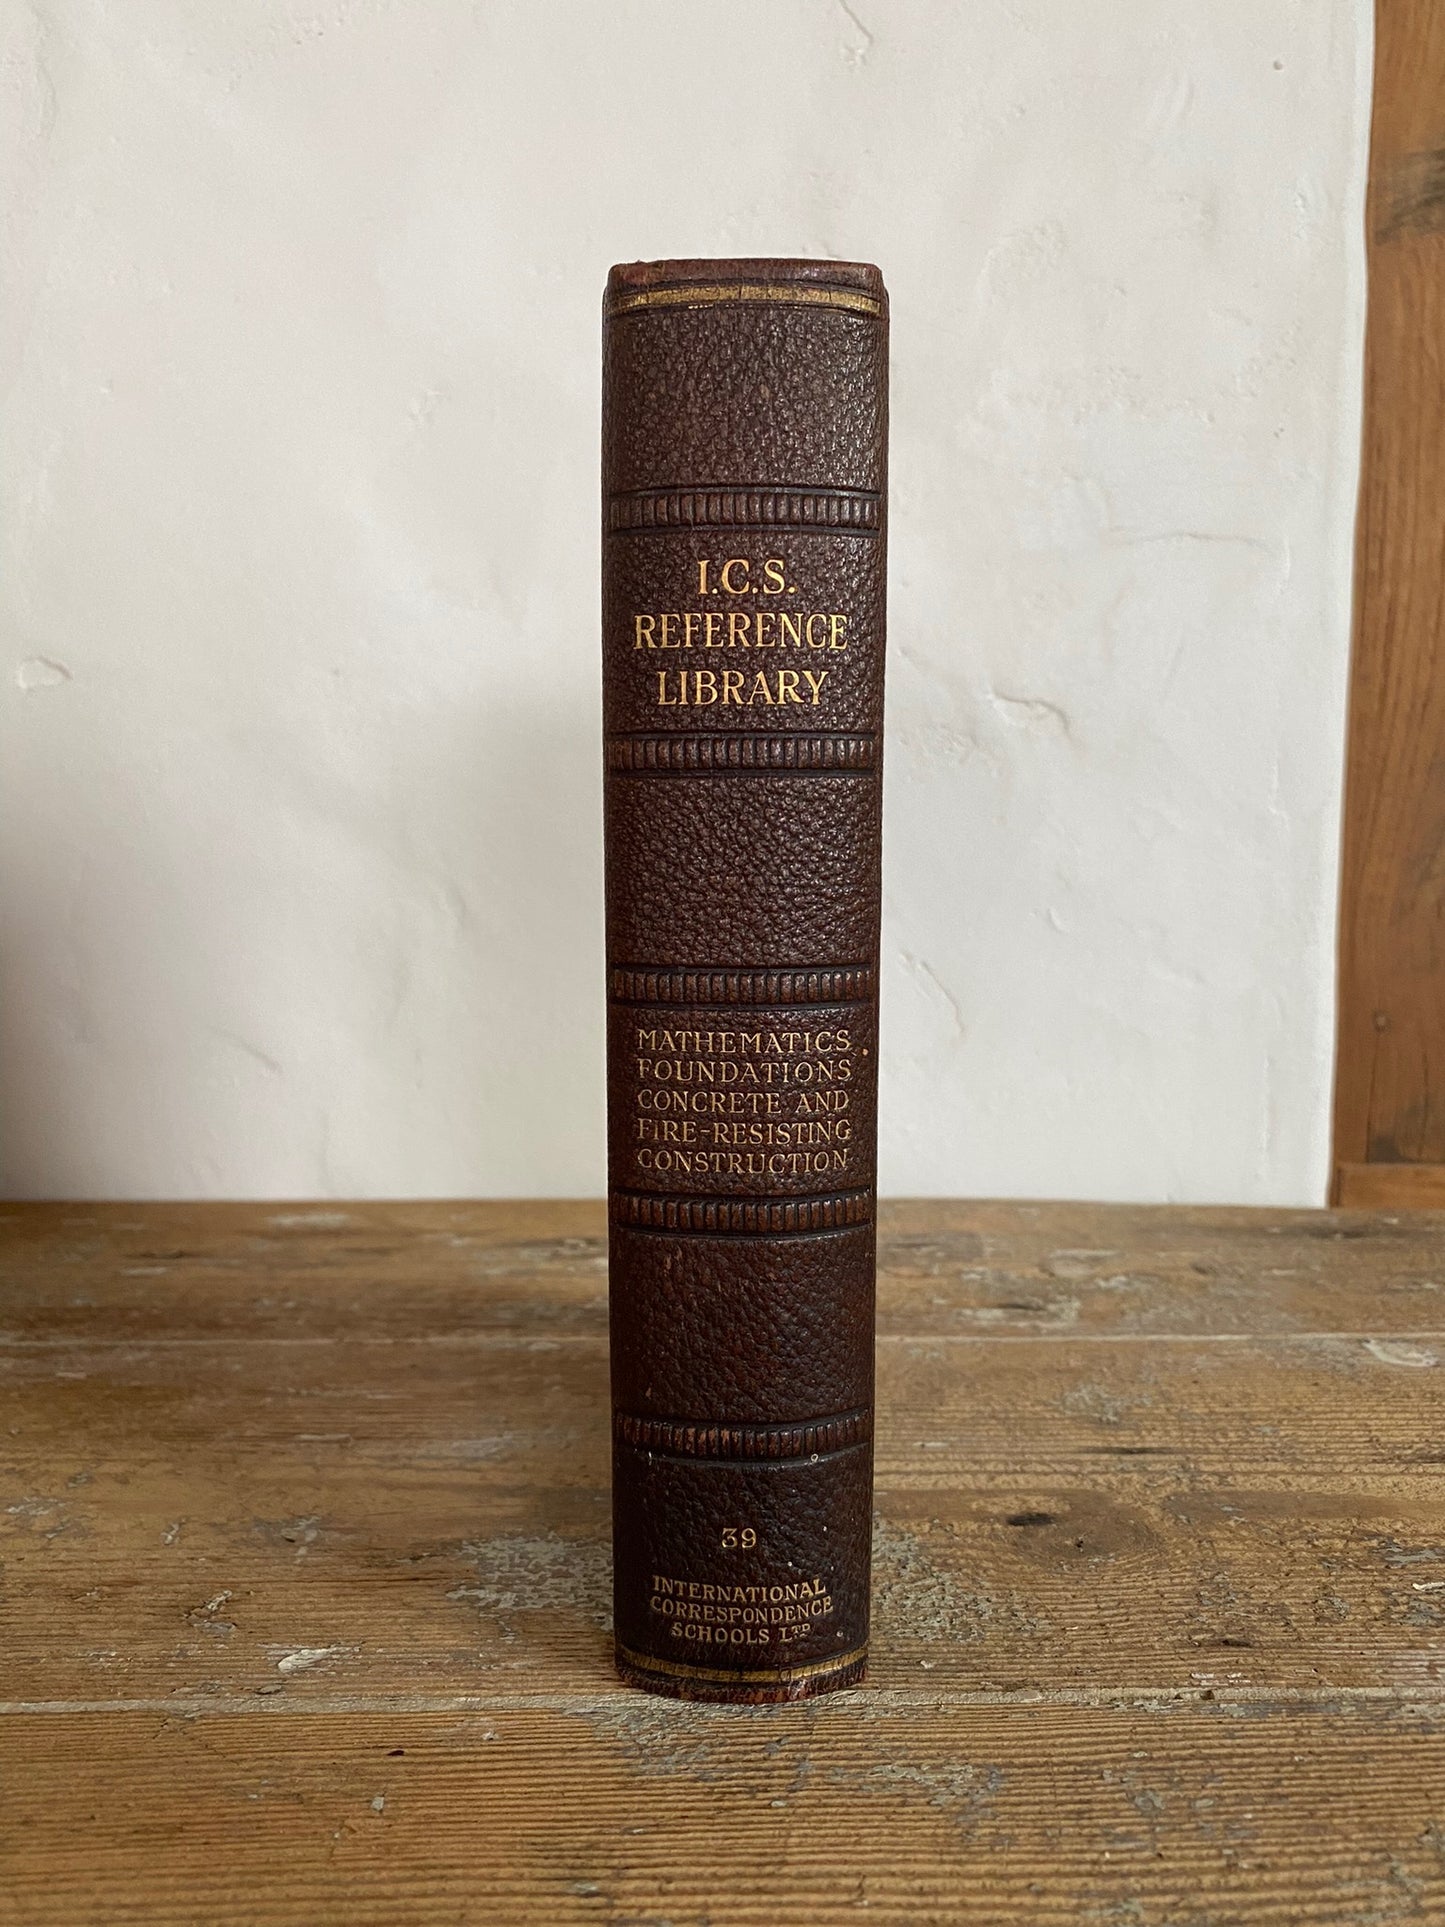 I.C.S.
REFERENCE
LIBRARY
MATHEMATICS
FOUNDATIONS
CONCRETE AND
FIRE-RESISTING
CONSTRUCTION
39
INTERNATIONAL
CORRESPONDENCE
SCHOOLS LTD